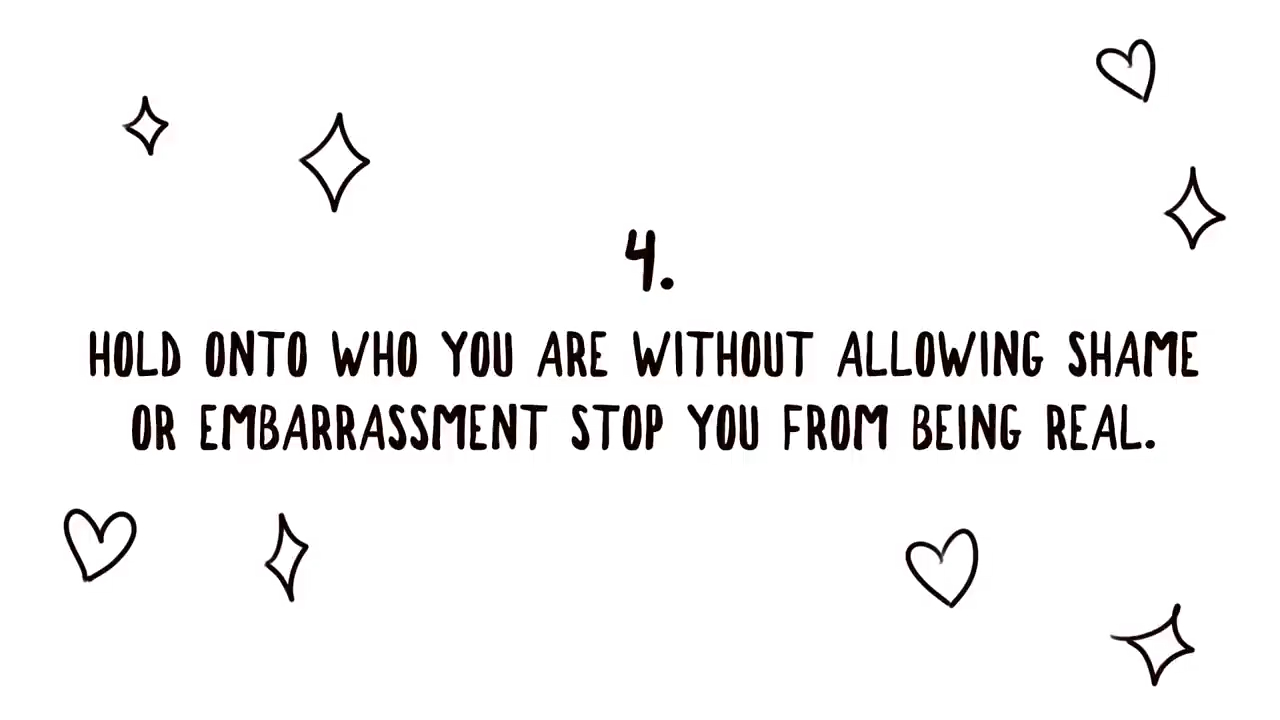 4.
HOLD ONTO WHO YOU ARE WITHOUT ALLOWING SHAME
OR EMBARRASSMENT STOP YOU FROM BEING REAL.